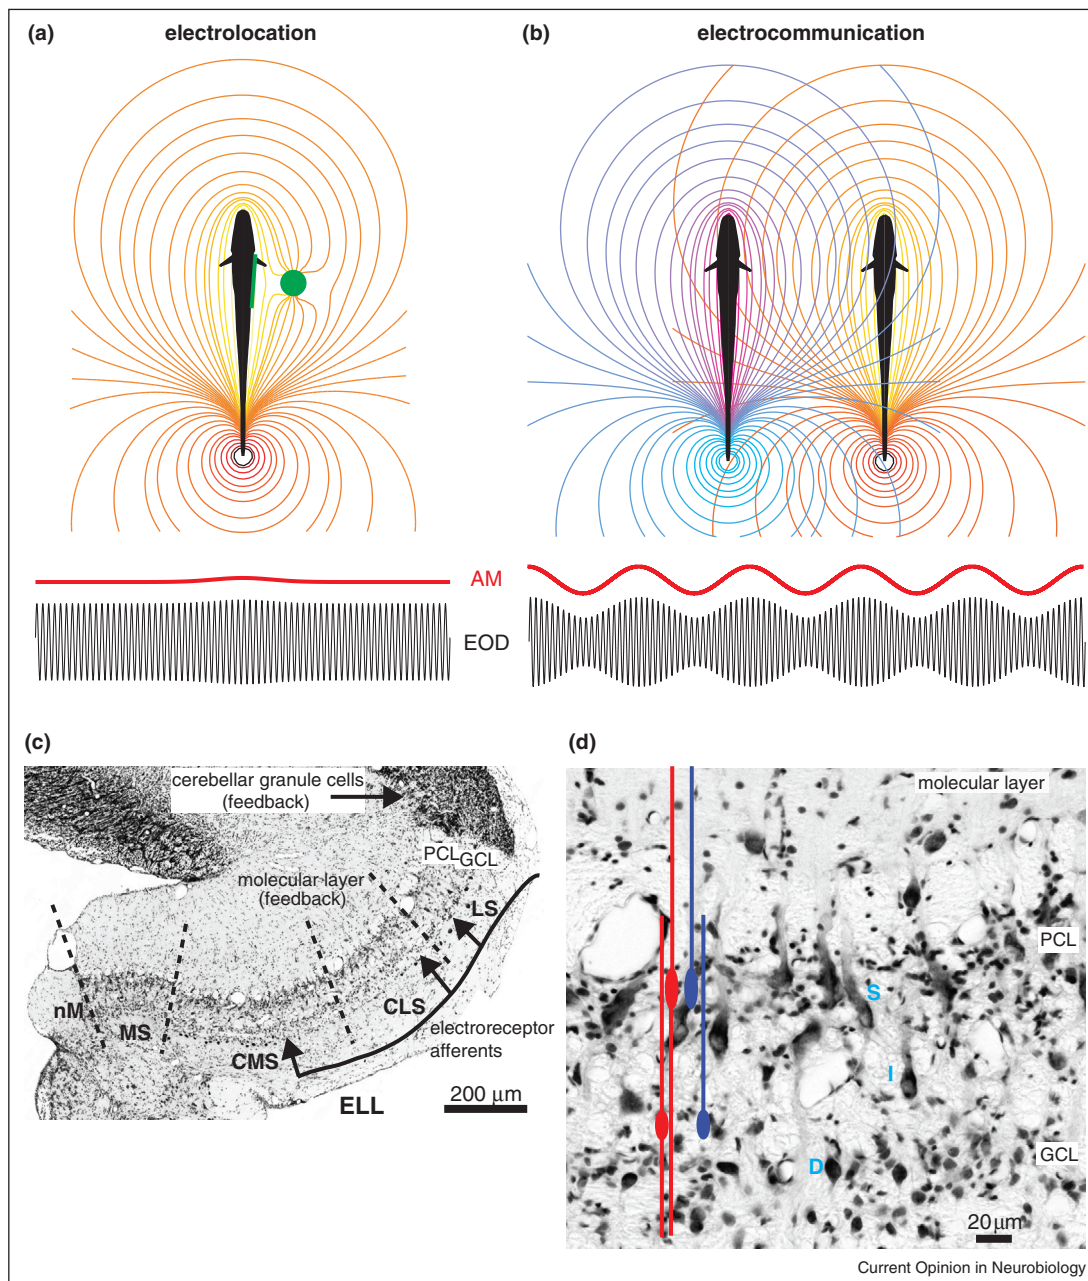 (a)
electrolocation
(b)
electrocommunication
AM
EOD
(c)
cerebellar granule cells
(feedback)
PCL
GCL
molecular layer
(feedback)
LS
CLS
nM
MS
CMS
electroreceptor
afferents
ELL
200 μm
(d)
molecular layer
PCL
S
I
GCL
D
20 μm
Current Opinion in Neurobiology